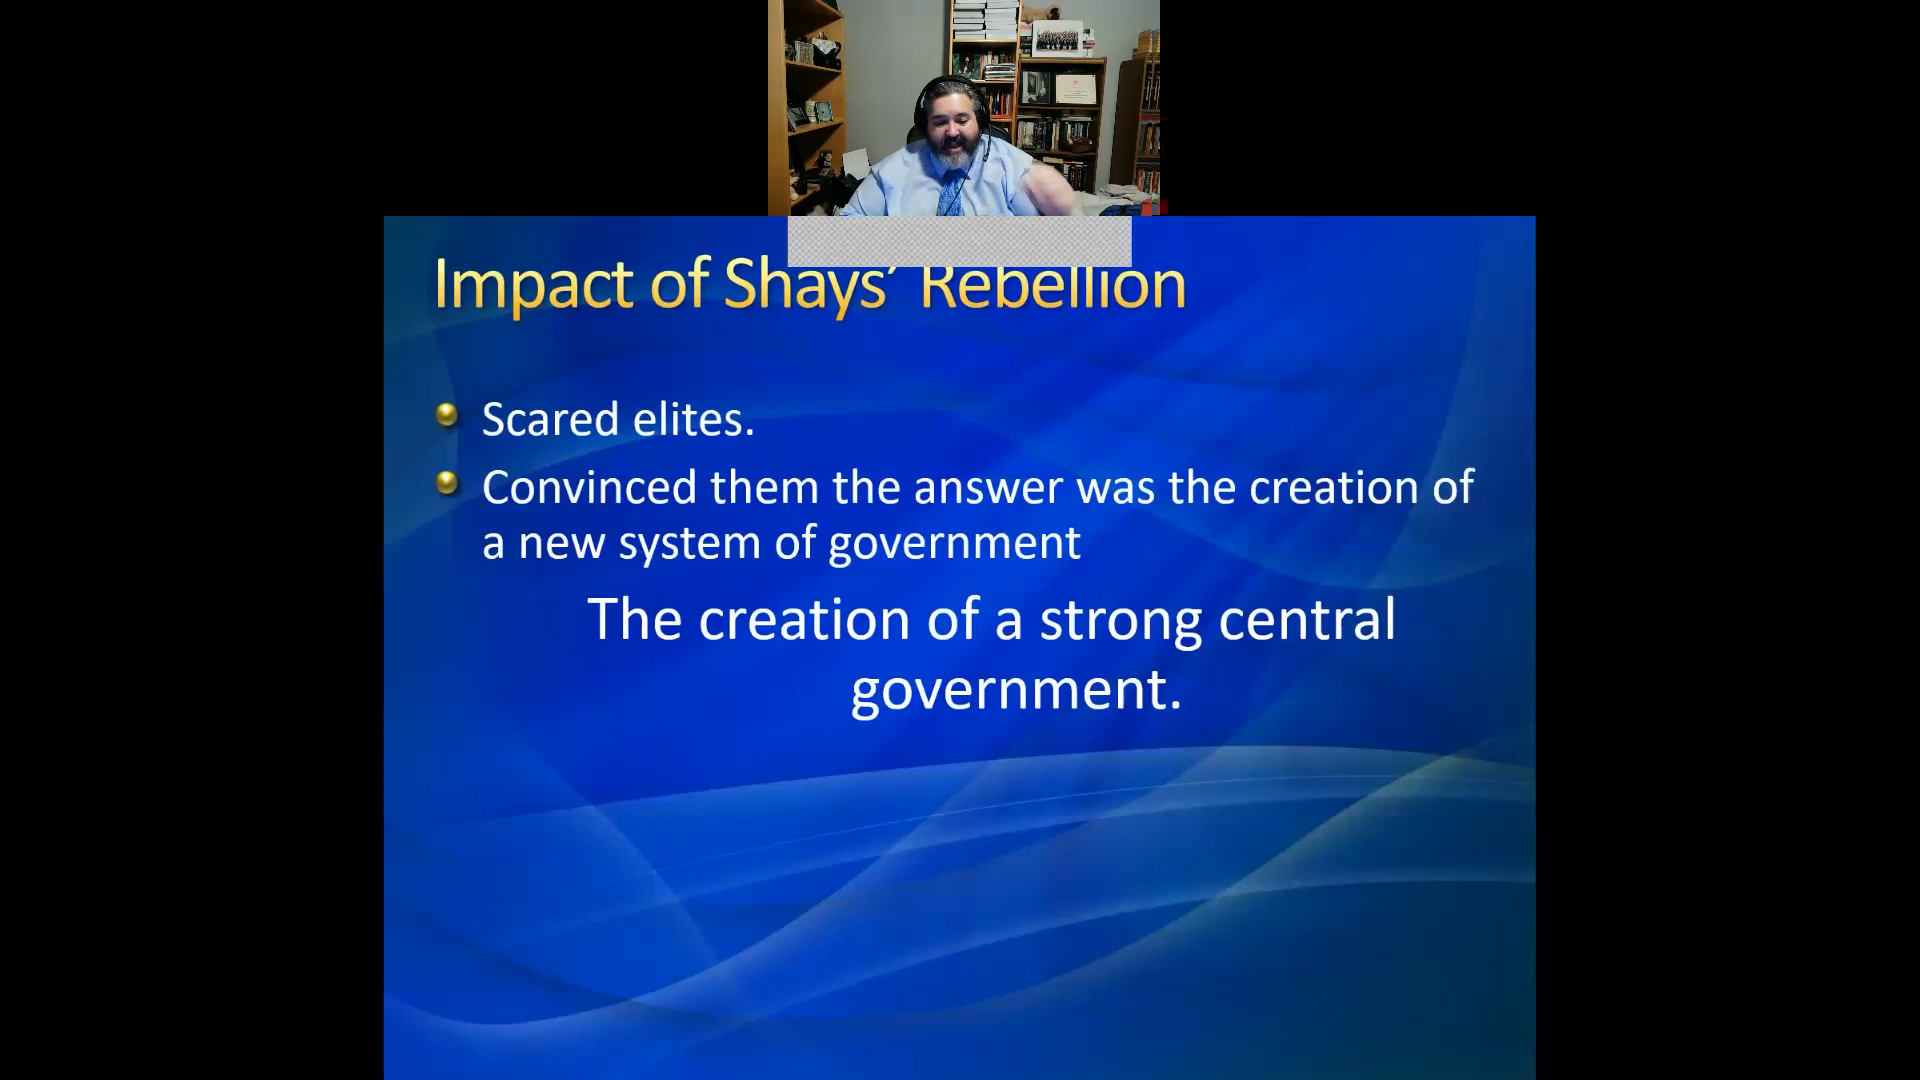 Impact of Shays' Rebellion
Scared elites.
Convinced them the answer was the creation of
a new system of government
The creation of a strong central
government.